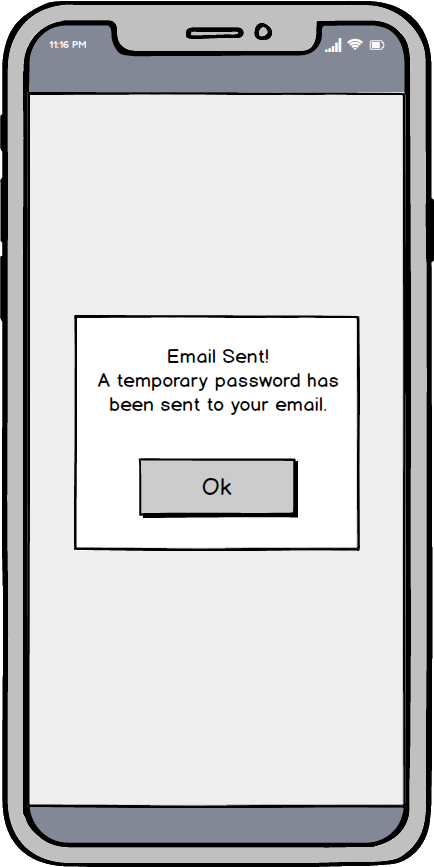 11:16 PM
Email Sent!
A temporary password has
been sent to your email.
Ok